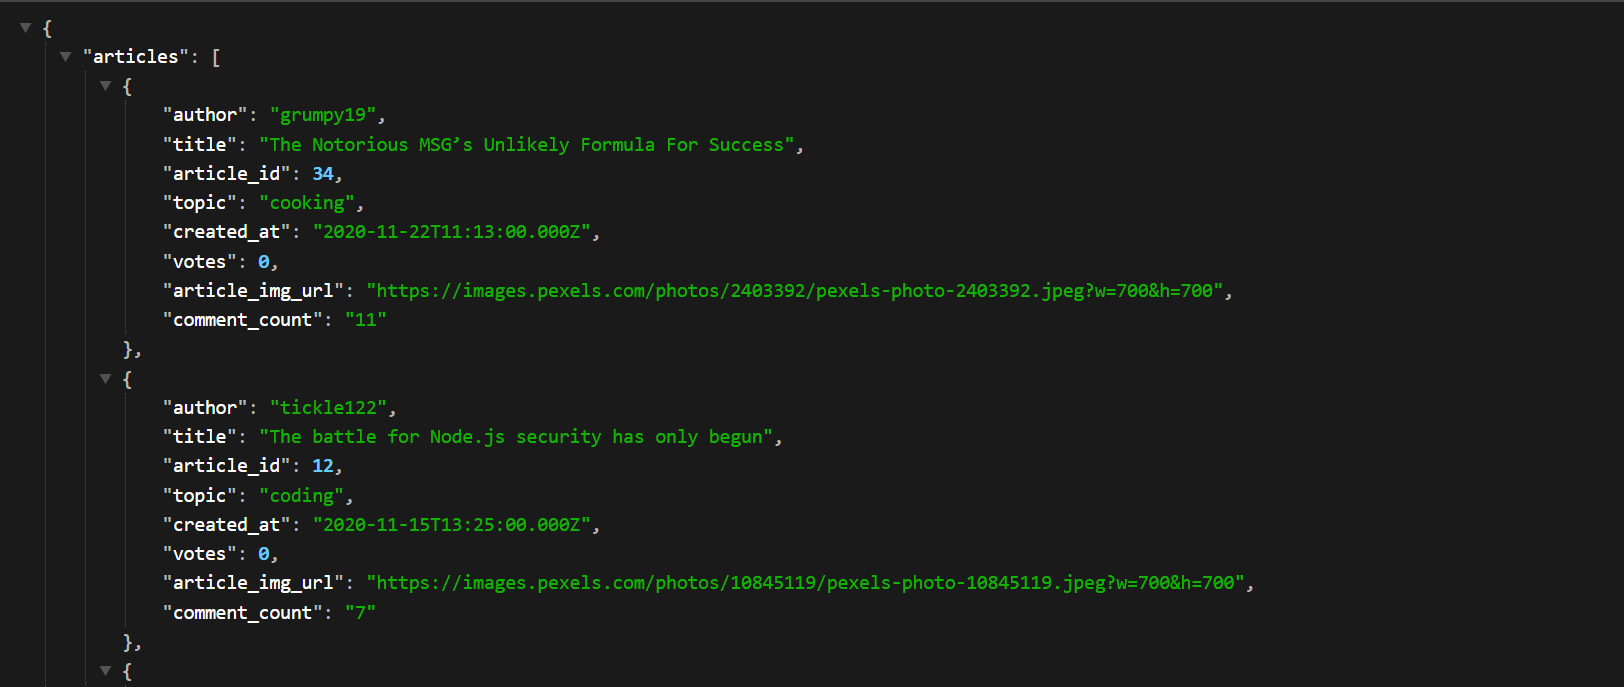 {
"articles": [
{
"author": "grumpy19",
"title": "The Notorious MSG’s Unlikely Formula For Success",
"article_id": 34,
"topic": "cooking",
"created_at": "2020-11-22T11:13:00.000Z",
"votes": 0,
"article_img_url": "https://images.pexels.com/photos/2403392/pexels-photo-2403392.jpeg?w=700&h=700",
"comment_count": "11"
},
{
"author": "tickle122",
"title": "The battle for Node.js security has only begun",
"article_id": 12,
"topic": "coding",
"created_at": "2020-11-15T13:25:00.000Z",
"votes": 0,
"article_img_url": "https://images.pexels.com/photos/10845119/pexels-photo-10845119.jpeg?w=700&h=700",
"comment_count": "7"
},
{